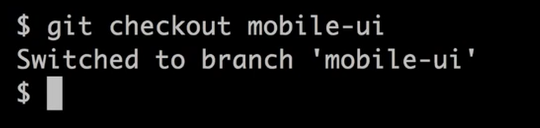 $ git checkout mobile-ui
Switched to branch 'mobile-ui'
$